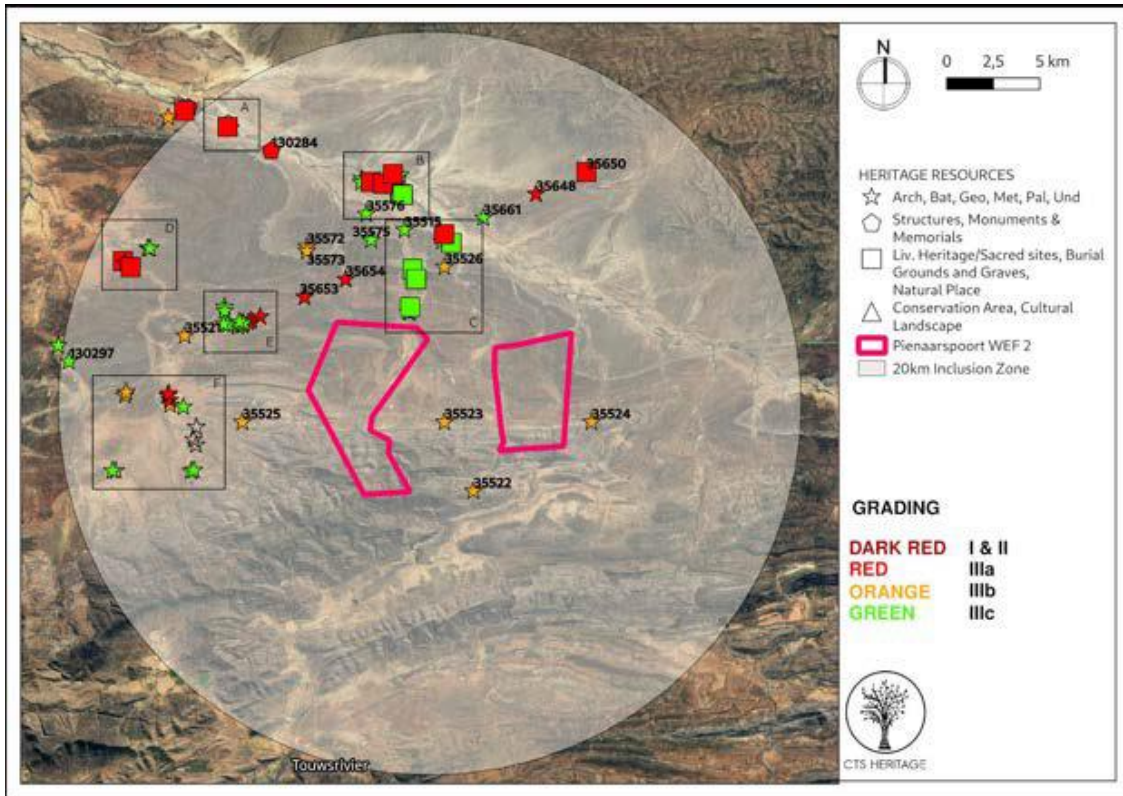 A
130284
B
35650
35648
35576
35661
35515
35575
35572
35573
D
35526
35654
35653
C
E
35521
130297
F
35525
35523
35524
35522
Touwsrivier
N
0 2,5 5 km
HERITAGE RESOURCES
Arch, Bat, Geo, Met, Pal, Und
Structures, Monuments &
Memorials
Liv. Heritage/Sacred sites, Burial
Grounds and Graves,
Natural Place
Conservation Area, Cultural
Landscape
Pienaarspoort WEF 2
20km Inclusion Zone
GRADING
DARK RED I & II
RED IIIa
ORANGE IIIb
GREEN IIIc
CTS HERITAGE